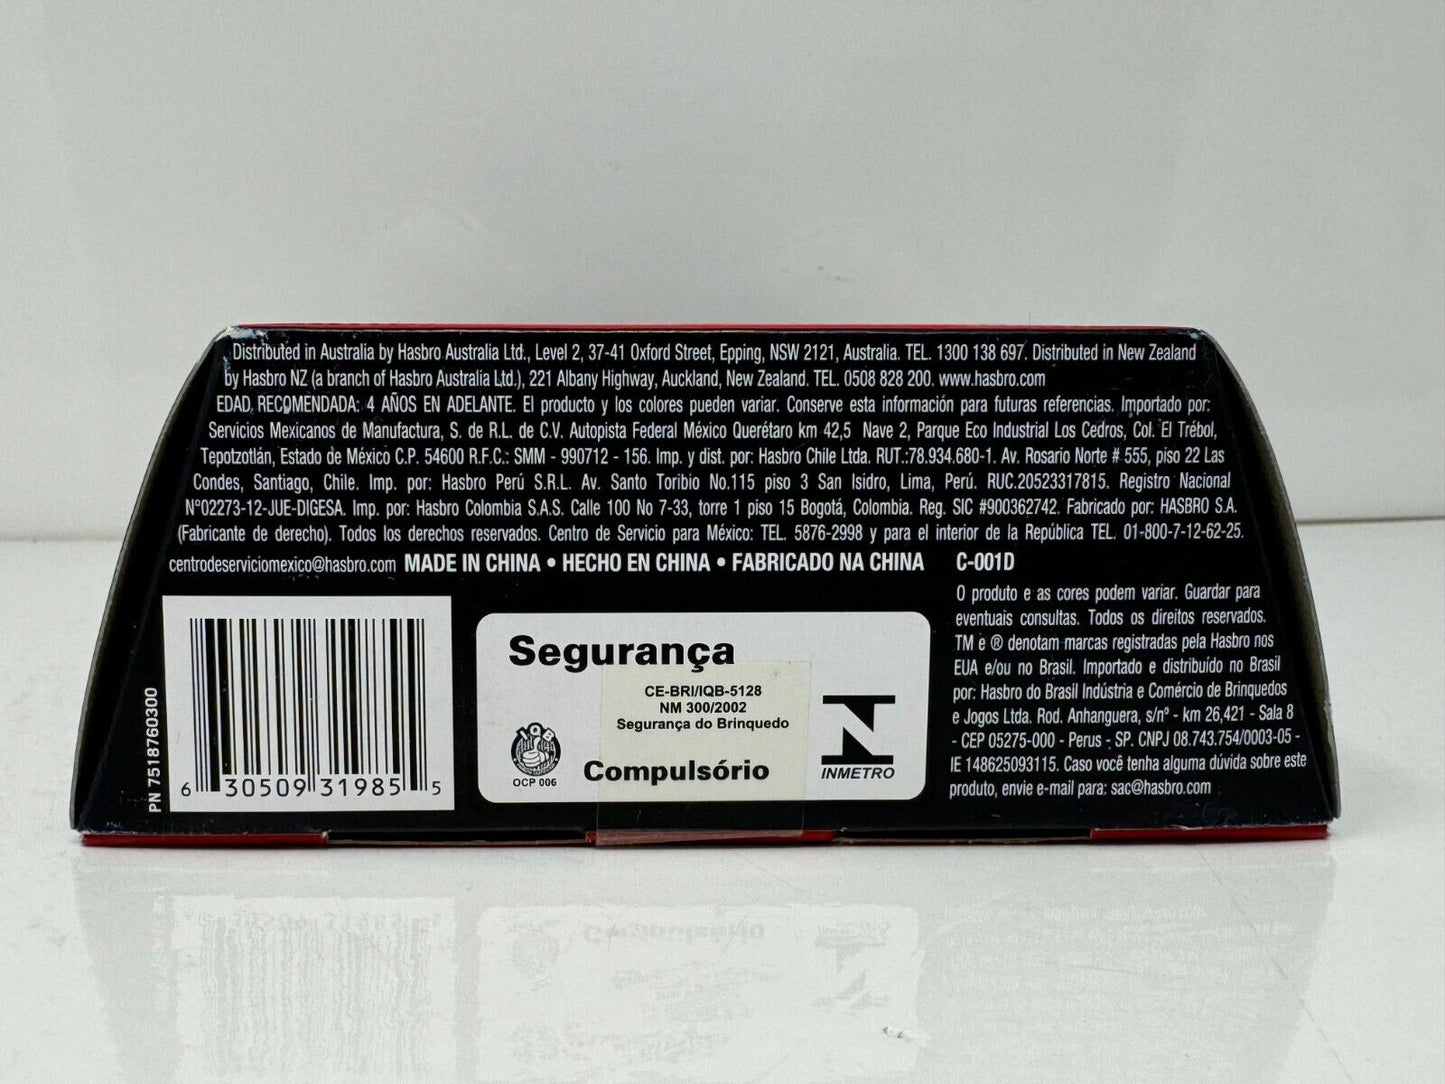 Distributed in Australia by Hasbro Australia Ltd., Level 2, 37-41 Oxford Street, Epping, NSW 2121, Australia. TEL. 1300 138 697. Distributed in New Zealand
by Hasbro NZ (a branch of Hasbro Australia Ltd.), 221 Albany Highway, Auckland, New Zealand. TEL. 0508 828 200. www.hasbro.com
EDAD RECOMENDADA: 4 AÑOS EN ADELANTE. El producto y los colores pueden variar. Conserve esta información para futuras referencias. Importado por:
Servicios Mexicanos de Manufactura, S. de R.L. de C.V. Autopista Federal México Querétaro km 42,5 Nave 2, Parque Eco Industrial Los Cedros, Col. El Trébol,
Tepotzotlán, Estado de México C.P. 54600 R.F.C.: SMM - 990712 - 156. Imp. y dist. por: Hasbro Chile Ltda. RUT.:78.934.680-1. Av. Rosario Norte # 555, piso 22 Las
Condes, Santiago, Chile. Imp. por: Hasbro Perú S.R.L. Av. Santo Toribio No.115 piso 3 San Isidro, Lima, Perú. RUC.20523317815. Registro Nacional
Nº02273-12-JUE-DIGESA. Imp. por: Hasbro Colombia S.A.S. Calle 100 No 7-33, torre 1 piso 15 Bogotá, Colombia. Reg. SIC #900362742. Fabricado por: HASBRO S.A.
(Fabricante de derecho). Todos los derechos reservados. Centro de Servicio para México: TEL. 5876-2998 y para el interior de la República TEL. 01-800-7-12-62-25.
centrodeserviciomexico@hasbro.com MADE IN CHINA • HECHO EN CHINA • FABRICADO NA CHINA C-001D
PN 7518760300
6 30509 31985 5
Segurança
CE-BRI/IQB-5128
NM 300/2002
Segurança do Brinquedo
IQB
OCP 006
Compulsório
INMETRO
O produto e as cores podem variar. Guardar para
eventuais consultas. Todos os direitos reservados.
TM e ® denotam marcas registradas pela Hasbro nos
EUA e/ou no Brasil. Importado e distribuído no Brasil
por: Hasbro do Brasil Indústria e Comércio de Brinquedos
e Jogos Ltda. Rod. Anhanguera, s/nº - km 26,421 - Sala 8
- CEP 05275-000 - Perus - SP. CNPJ 08.743.754/0003-05 -
IE 148625093115. Caso você tenha alguma dúvida sobre este
produto, envie e-mail para: sac@hasbro.com